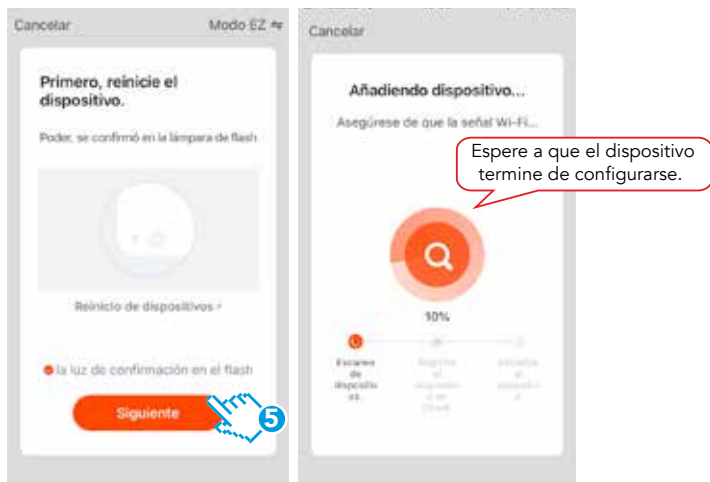 Cancelar
Modo EZ
Primero, reinicie el
dispositivo.
Poder, se confirmó en la lámpara de flash
Reinicio de dispositivos >
la luz de confirmación en el flash
Siguiente
5
Cancelar
Añadiendo dispositivo...
Asegúrese de que la señal Wi-Fi...
Espere a que el dispositivo
termine de configurarse.
10%
Escaneo
de
dispositiv
os.